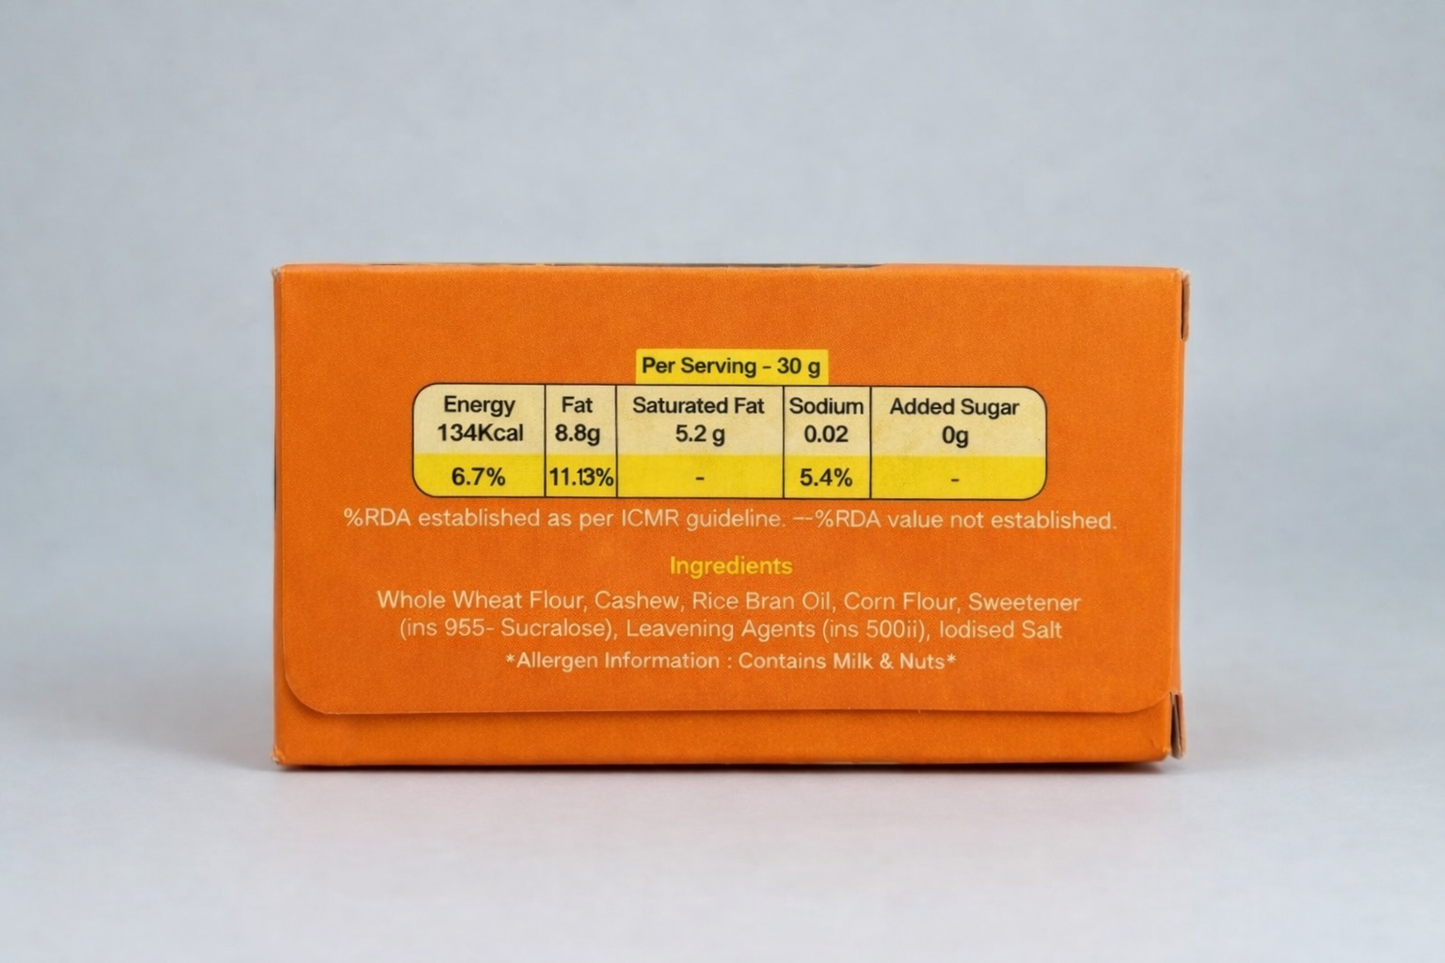 Per Serving - 30 g
Energy Fat Saturated Fat Sodium Added Sugar
134Kcal 8.8g 5.2 g 0.02 0g
6.7% 11.13% - 5.4% -
%RDA established as per ICMR guideline. --%RDA value not established.
Ingredients
Whole Wheat Flour, Cashew, Rice Bran Oil, Corn Flour, Sweetener
(ins 955- Sucralose), Leavening Agents (ins 500ii), Iodised Salt
*Allergen Information : Contains Milk & Nuts*